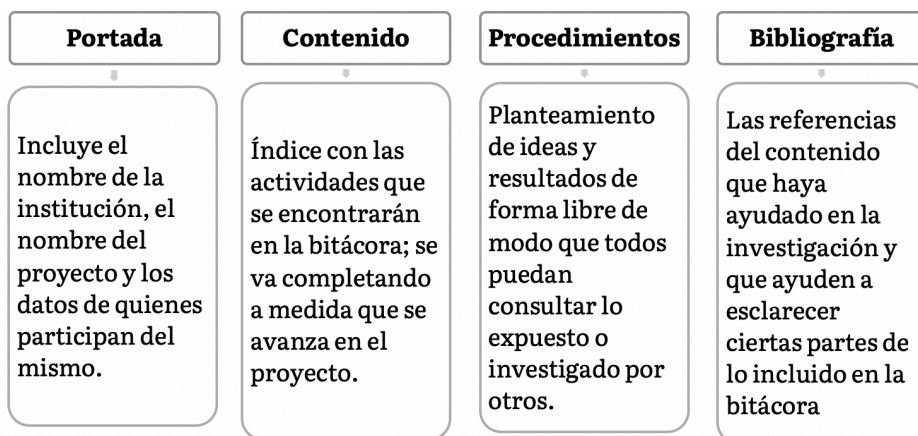 Portada
Incluye el
nombre de la
institución, el
nombre del
proyecto y los
datos de quienes
participan del
mismo.
Contenido
Índice con las
actividades que
se encontrarán
en la bitácora; se
va completando
a medida que se
avanza en el
proyecto.
Procedimientos
Planteamiento
de ideas y
resultados de
forma libre de
modo que todos
puedan
consultar lo
expuesto o
investigado por
otros.
Bibliografía
Las referencias
del contenido
que haya
ayudado en la
investigación y
que ayuden a
esclarecer
ciertas partes de
lo incluido en la
bitácora